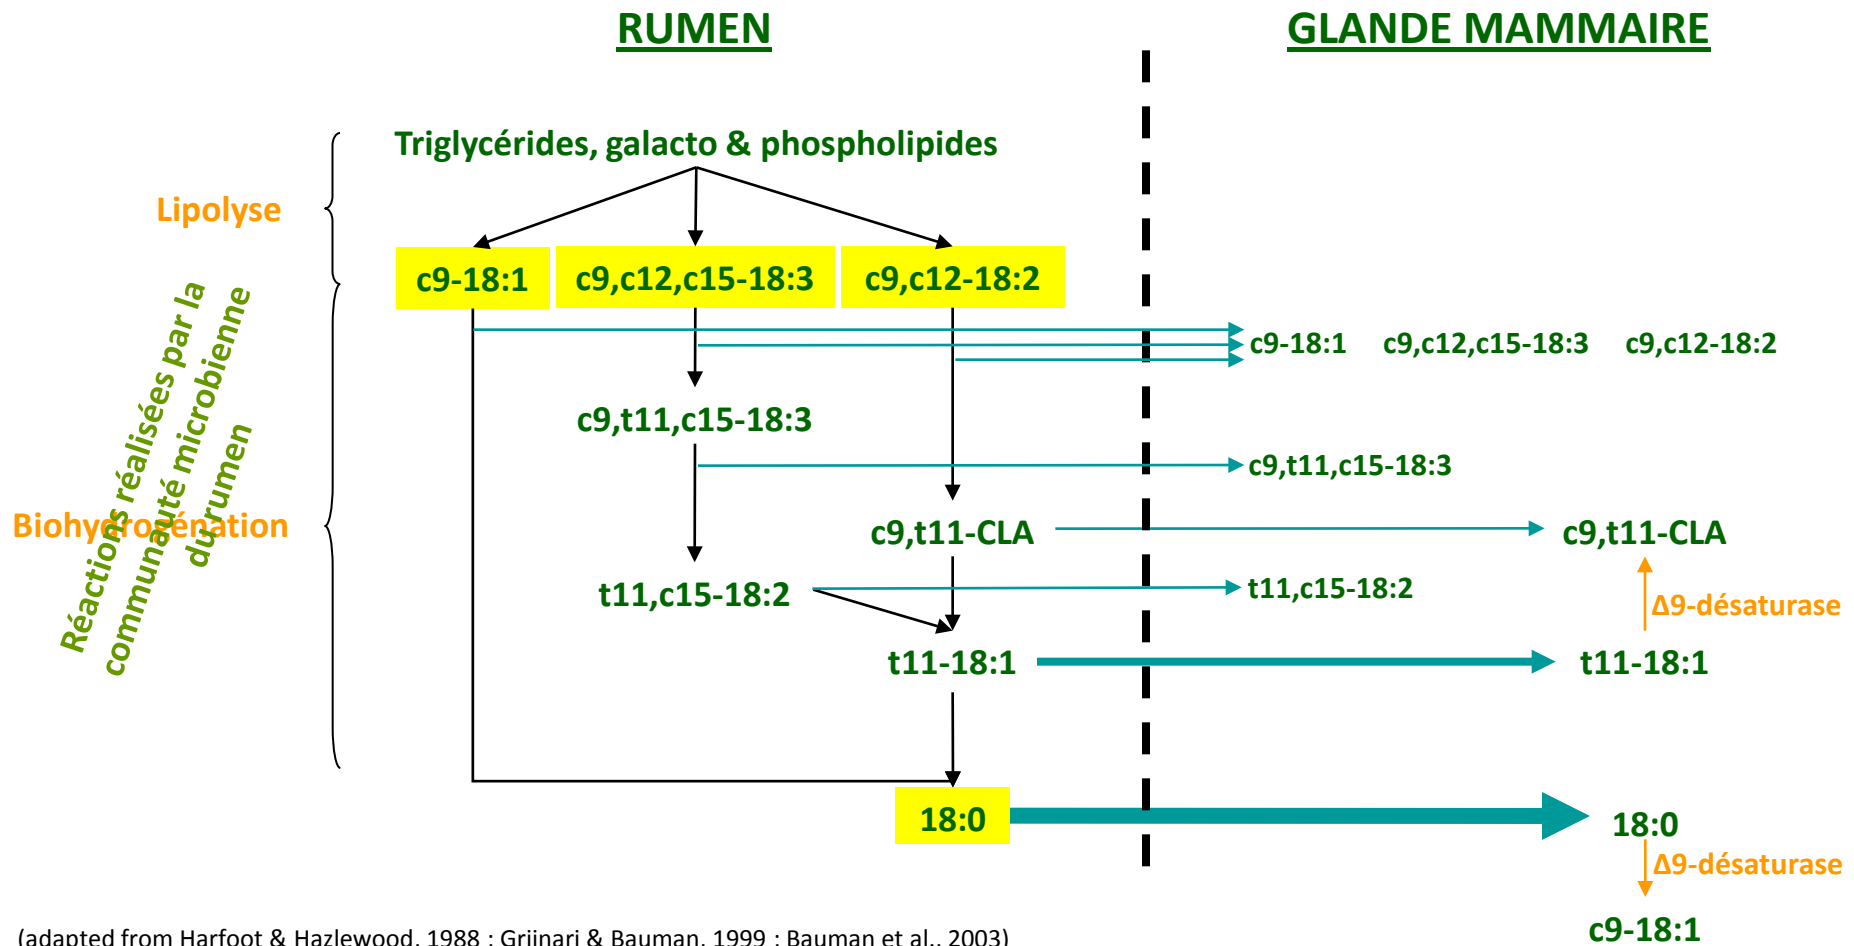 RUMEN
GLANDE MAMMAIRE
Triglycérides, galacto & phospholipides
Lipolyse
c9-18:1
c9,c12,c15-18:3
c9,c12-18:2
c9-18:1
c9,c12,c15-18:3
c9,c12-18:2
Réactions réalisées par la
communauté microbienne
du rumen
c9,t11,c15-18:3
c9,t11,c15-18:3
Biohydrogénation
c9,t11-CLA
c9,t11-CLA
t11,c15-18:2
t11,c15-18:2
Δ9-désaturase
t11-18:1
t11-18:1
18:0
18:0
Δ9-désaturase
c9-18:1
(adapted from Harfoot & Hazlewood, 1988 ; Griinari & Bauman, 1999 ; Bauman et al., 2003)